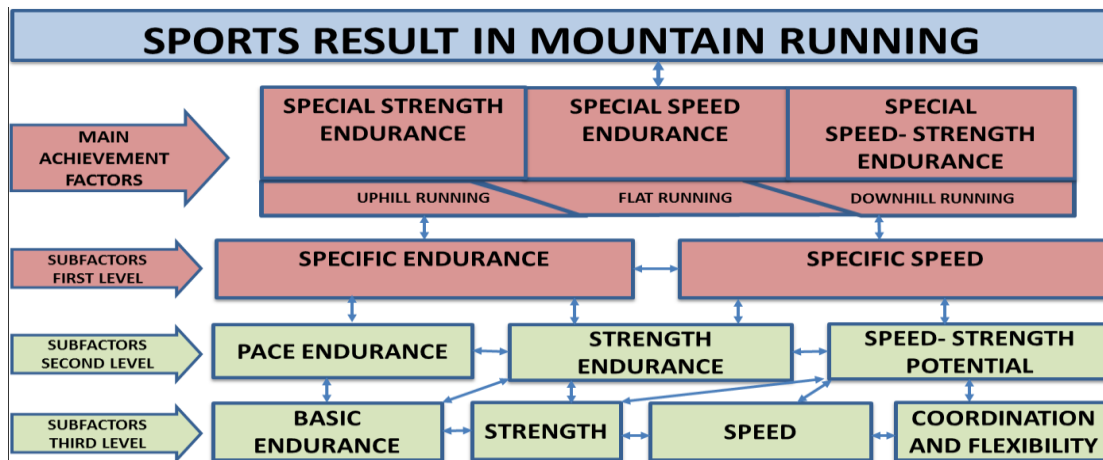 SPORTS RESULT IN MOUNTAIN RUNNING
MAIN
ACHIEVEMENT
FACTORS
SPECIAL STRENGTH
ENDURANCE
SPECIAL SPEED
ENDURANCE
SPECIAL
SPEED- STRENGTH
ENDURANCE
UPHILL RUNNING
FLAT RUNNING
DOWNHILL RUNNING
SUBFACTORS
FIRST LEVEL
SPECIFIC ENDURANCE
SPECIFIC SPEED
SUBFACTORS
SECOND LEVEL
PACE ENDURANCE
STRENGTH
ENDURANCE
SPEED- STRENGTH
POTENTIAL
SUBFACTORS
THIRD LEVEL
BASIC
ENDURANCE
STRENGTH
SPEED
COORDINATION
AND FLEXIBILITY